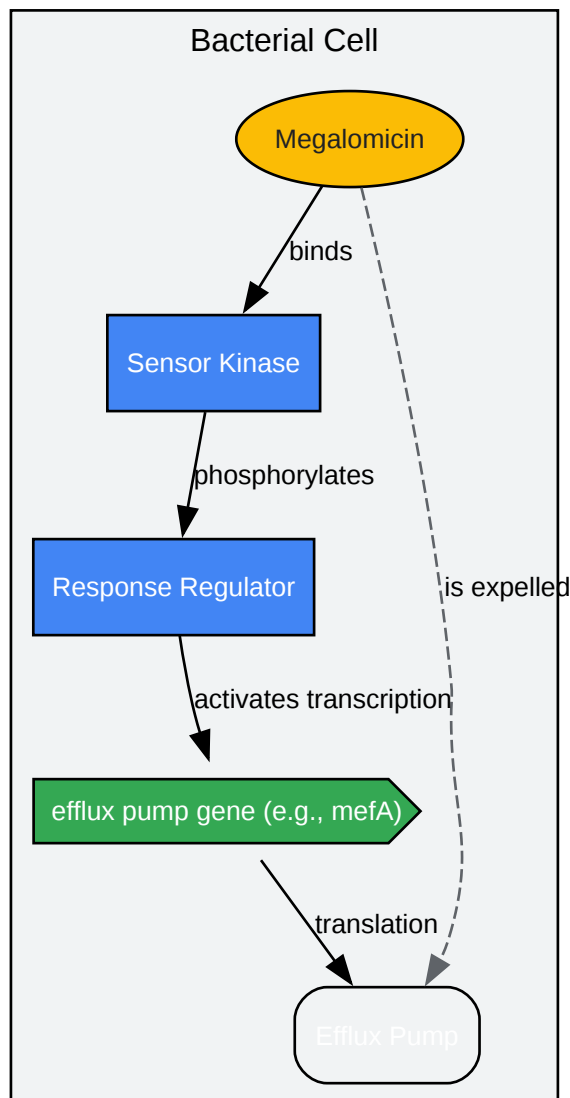 Bacterial Cell
Megalomicin
binds
Sensor Kinase
phosphorylates
Response Regulator
is expelled
activates transcription
efflux pump gene (e.g., mefA)
translation
Efflux Pump